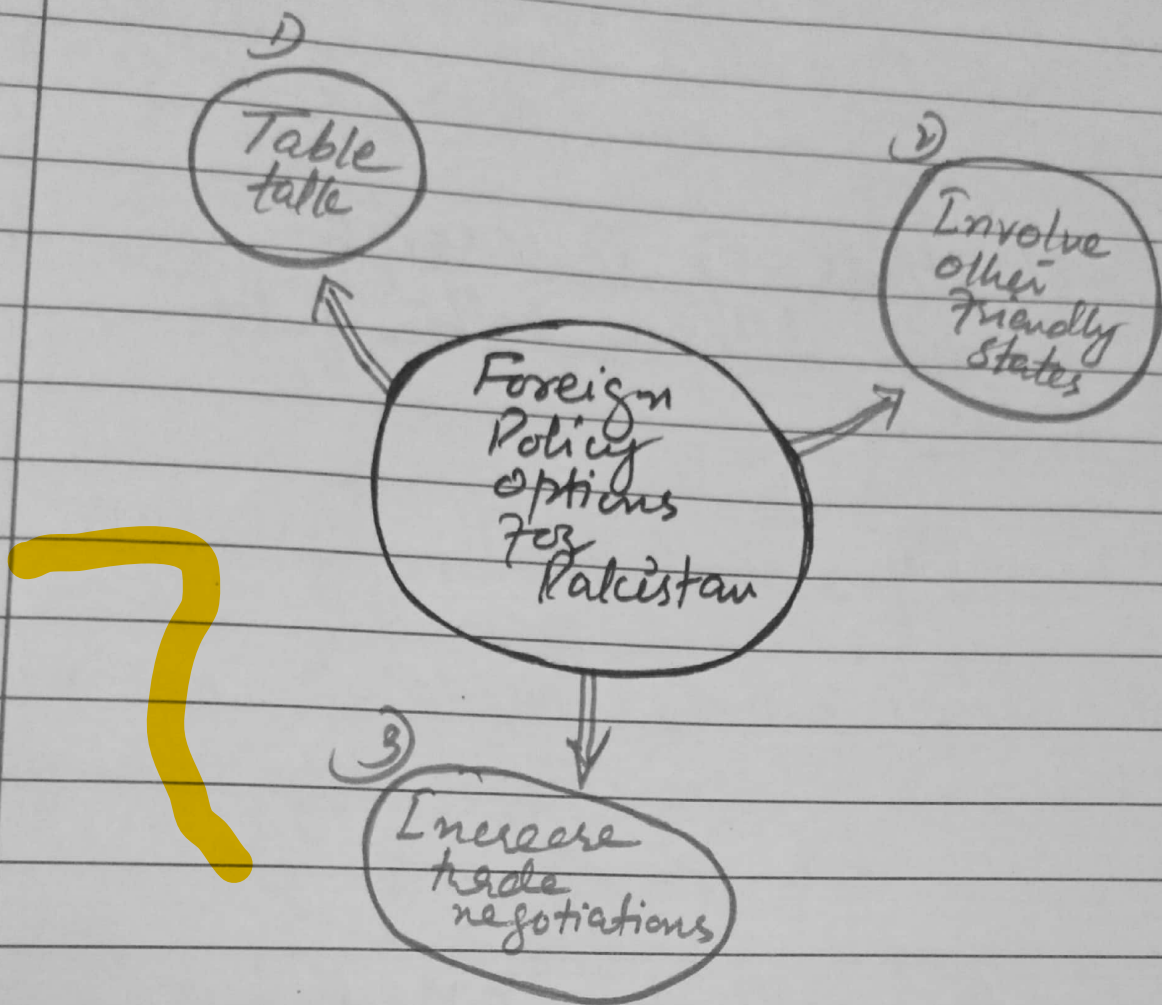 1)
Table
talk
2)
Involve
other
Friendly
states
Foreign
Policy
options
For
Pakistan
3)
Increase
trade
negotiations